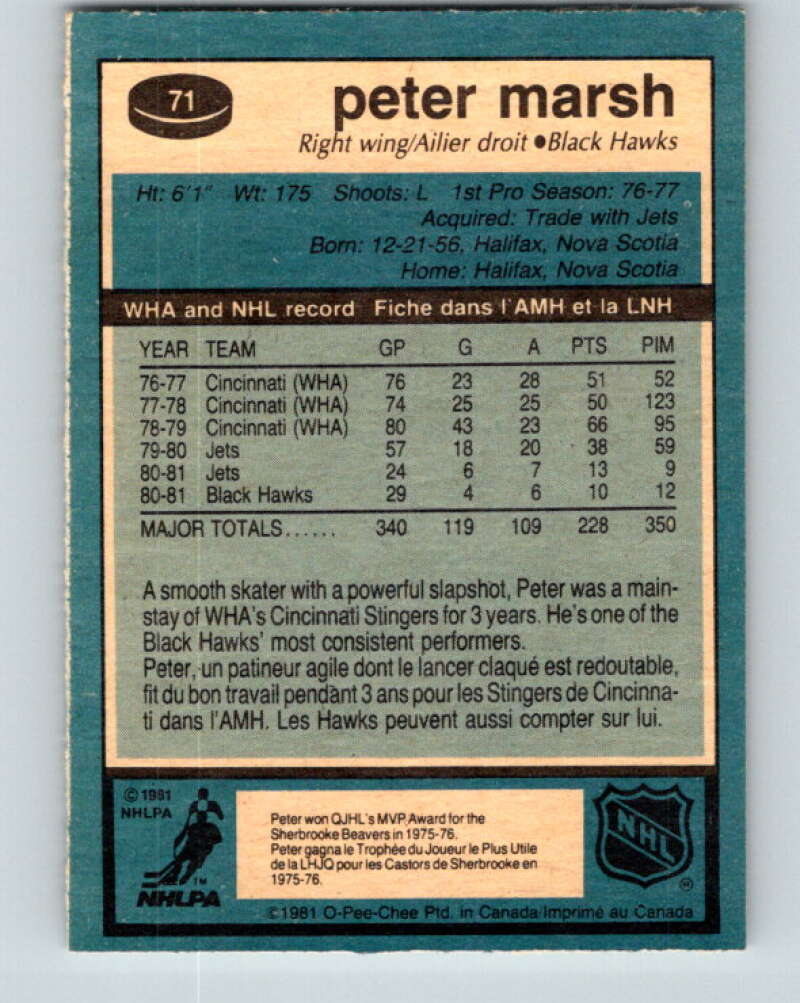 71
peter marsh
Right wing/Ailier droit ●Black Hawks
Ht: 6'1" Wt: 175 Shoots: L 1st Pro Season: 76-77
Acquired: Trade with Jets
Born: 12-21-56, Halifax, Nova Scotia
Home: Halifax, Nova Scotia
WHA and NHL record Fiche dans l'AMH et la LNH
YEAR TEAM GP G A PTS PIM
76-77 Cincinnati (WHA) 76 23 28 51 52
77-78 Cincinnati (WHA) 74 25 25 50 123
78-79 Cincinnati (WHA) 80 43 23 66 95
79-80 Jets 57 18 20 38 59
80-81 Jets 24 6 7 13 9
80-81 Black Hawks 29 4 6 10 12
MAJOR TOTALS...... 340 119 109 228 350
A smooth skater with a powerful slapshot, Peter was a main-
stay of WHA's Cincinnati Stingers for 3 years. He's one of the
Black Hawks' most consistent performers.
Peter, un patineur agile dont le lancer claqué est redoutable,
fit du bon travail pendant 3 ans pour les Stingers de Cincinna-
ti dans l'AMH. Les Hawks peuvent aussi compter sur lui.
© 1981
NHLPA
TM
NHLPA
Peter won QJHL's MVP Award for the
Sherbrooke Beavers in 1975-76.
Peter gagna le Trophée du Joueur le Plus Utile
de la LHJQ pour les Castors de Sherbrooke en
1975-76.
NHL
©1981 O-Pee-Chee Ptd. in Canada/Imprimé au Canada